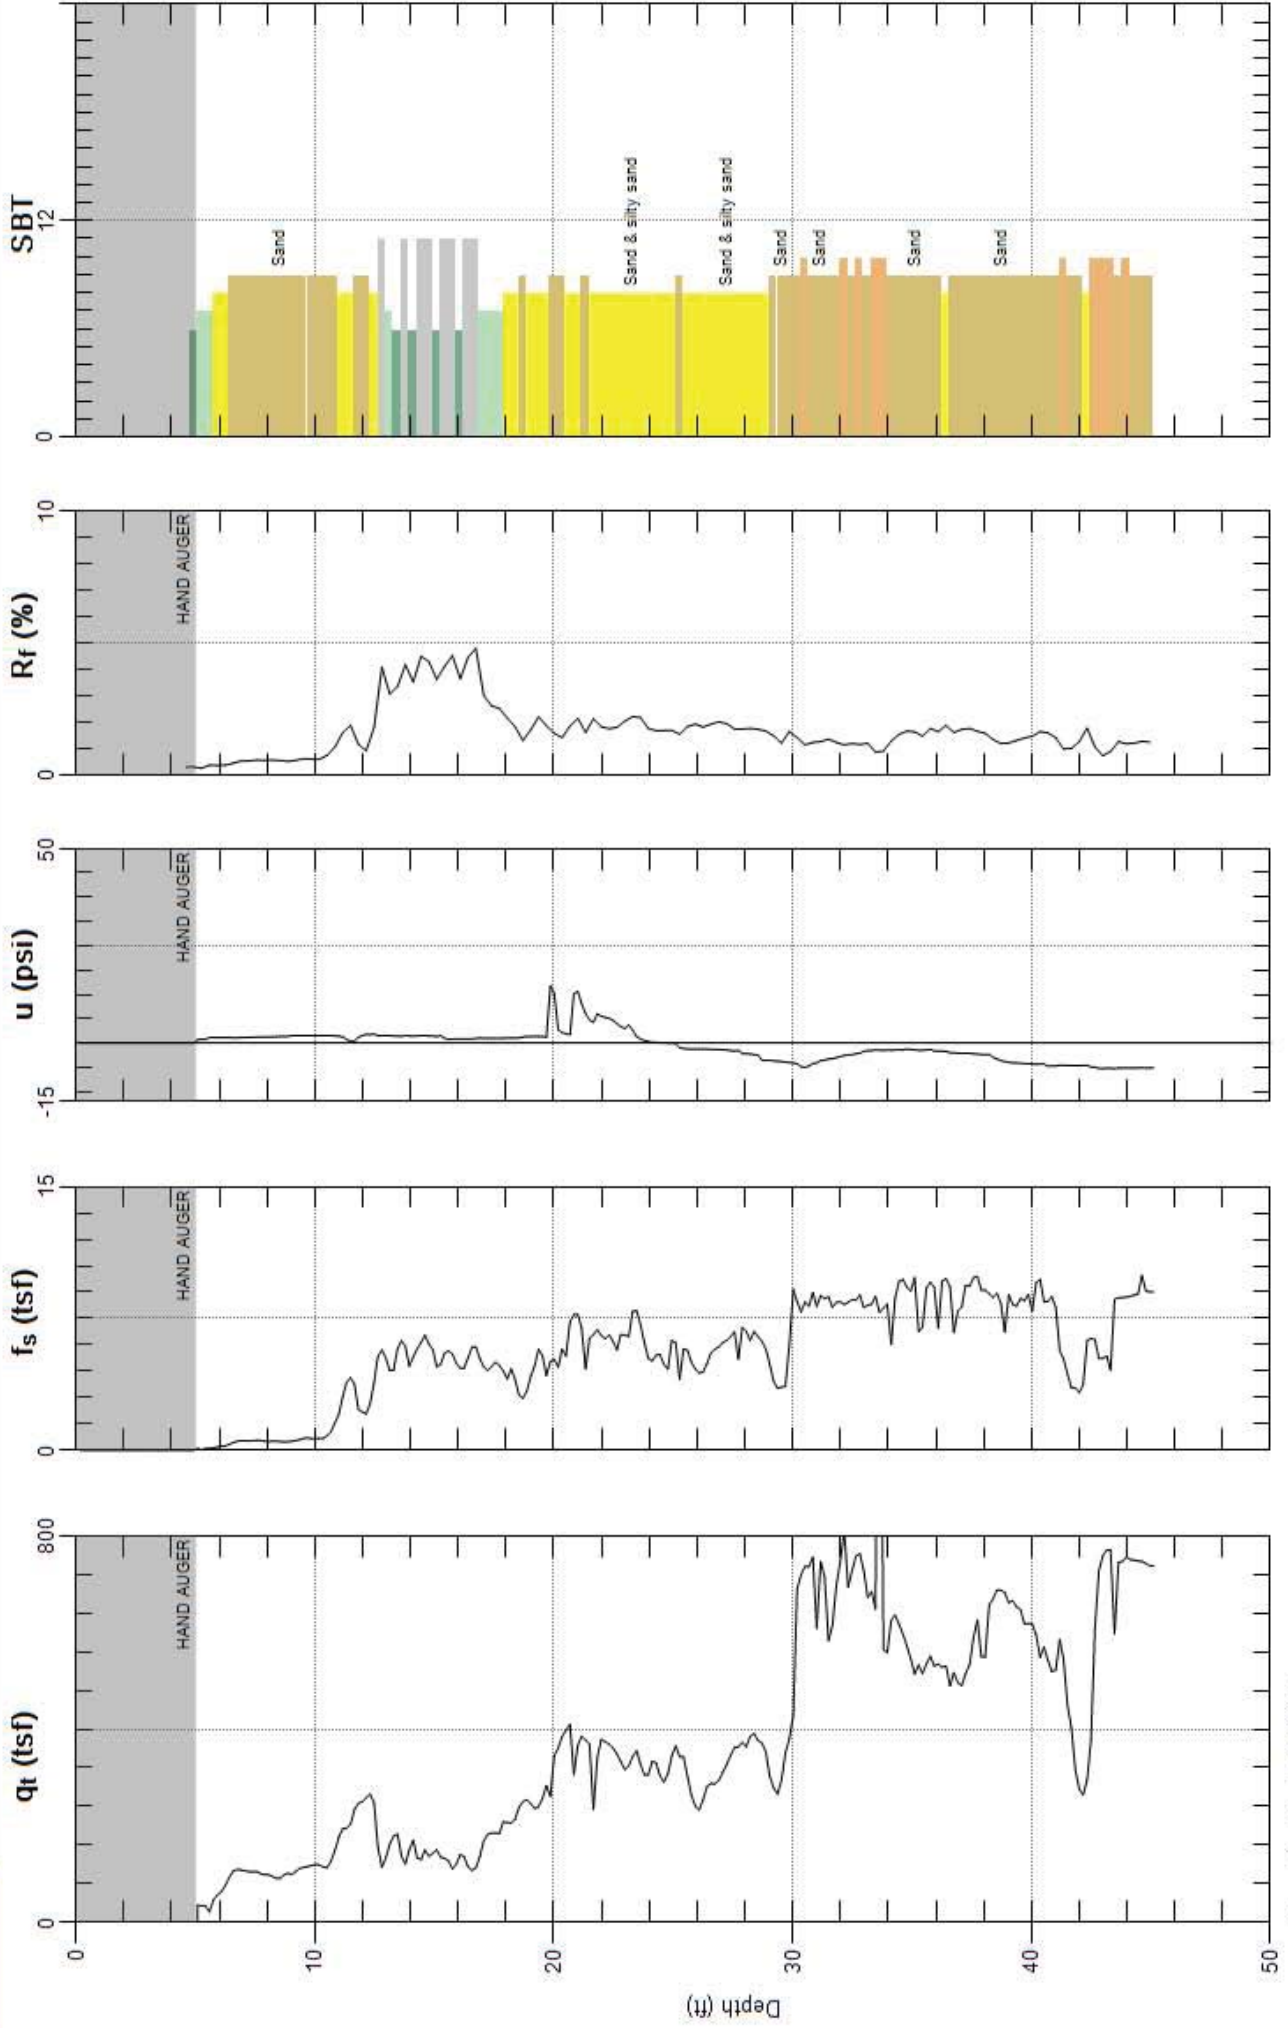 qt (tsf)
fs (tsf)
u (psi)
Rf (%)
SBT
0
800
0
15
-15
50
0
10
0
12
0
10
20
30
40
50
Depth (ft)
HAND AUGER
HAND AUGER
HAND AUGER
HAND AUGER
Sand
Sand & silty sand
Sand & silty sand
Sand
Sand
Sand
Sand